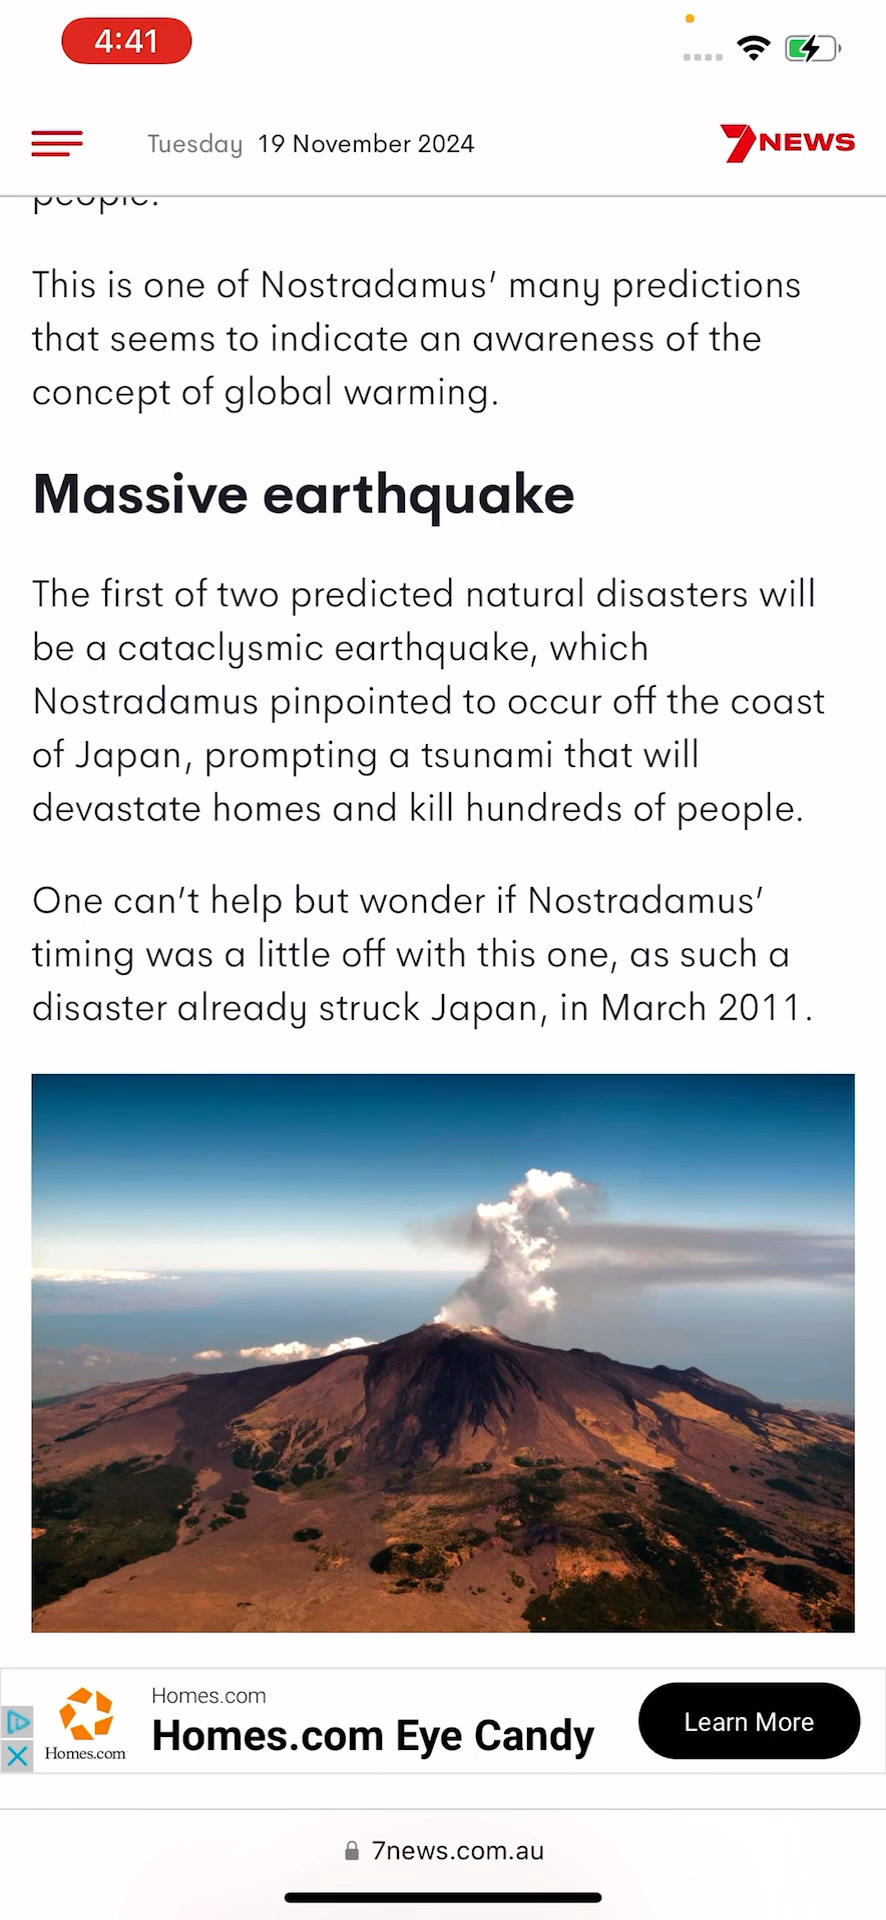 4:41
Tuesday 19 November 2024
7NEWS
people.
This is one of Nostradamus’ many predictions
that seems to indicate an awareness of the
concept of global warming.
Massive earthquake
The first of two predicted natural disasters will
be a cataclysmic earthquake, which
Nostradamus pinpointed to occur off the coast
of Japan, prompting a tsunami that will
devastate homes and kill hundreds of people.
One can’t help but wonder if Nostradamus’
timing was a little off with this one, as such a
disaster already struck Japan, in March 2011.
Homes.com
Homes.com Eye Candy
Homes.com
Learn More
7news.com.au